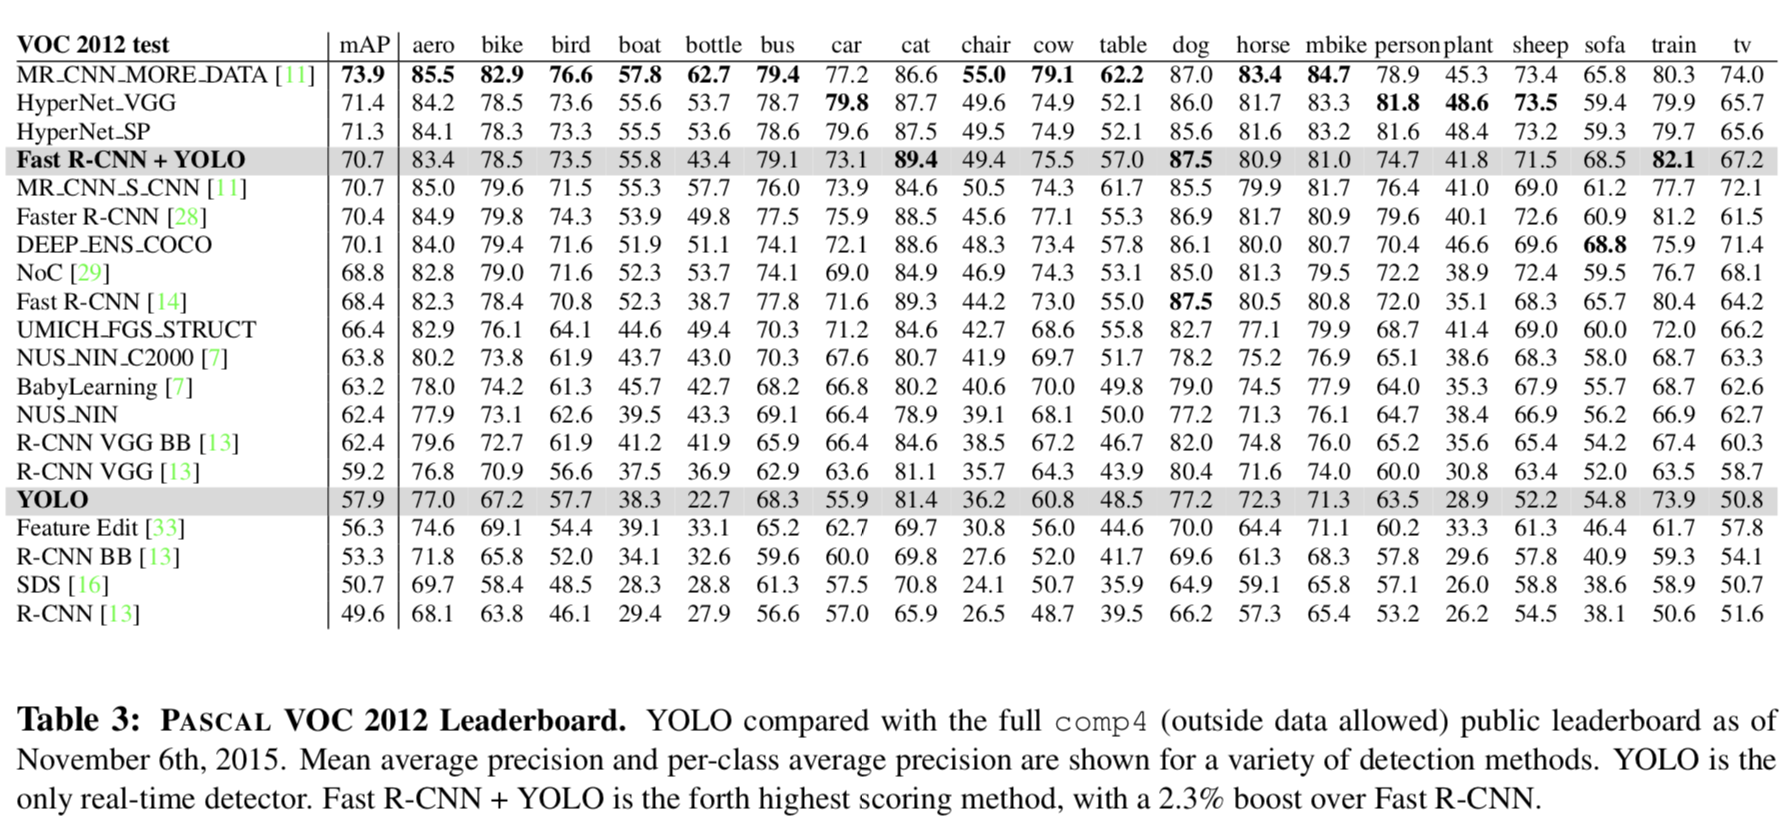 VOC 2012 test mAP aero bike bird boat bottle bus car cat chair cow table dog horse mbike person plant sheep sofa train tv
MR_CNN_MORE_DATA [11] 73.9 85.5 82.9 76.6 57.8 62.7 79.4 77.2 86.6 55.0 79.1 62.2 87.0 83.4 84.7 78.9 45.3 73.4 65.8 80.3 74.0
HyperNet_VGG 71.4 84.2 78.5 73.6 55.6 53.7 78.7 79.8 87.7 49.6 74.9 52.1 86.0 81.7 83.3 81.8 48.6 73.5 59.4 79.9 65.7
HyperNet_SP 71.3 84.1 78.3 73.3 55.5 53.6 78.6 79.6 87.5 49.5 74.9 52.1 85.6 81.6 83.2 81.6 48.4 73.2 59.3 79.7 65.6
Fast R-CNN + YOLO 70.7 83.4 78.5 73.5 55.8 43.4 79.1 73.1 89.4 49.4 75.5 57.0 87.5 80.9 81.0 74.7 41.8 71.5 68.5 82.1 67.2
MR_CNN_S_CNN [11] 70.7 85.0 79.6 71.5 55.3 57.7 76.0 73.9 84.6 50.5 74.3 61.7 85.5 79.9 81.7 76.4 41.0 69.0 61.2 77.7 72.1
Faster R-CNN [28] 70.4 84.9 79.8 74.3 53.9 49.8 77.5 75.9 88.5 45.6 77.1 55.3 86.9 81.7 80.9 79.6 40.1 72.6 60.9 81.2 61.5
DEEP_ENS_COCO 70.1 84.0 79.4 71.6 51.9 51.1 74.1 72.1 88.6 48.3 73.4 57.8 86.1 80.0 80.7 70.4 46.6 69.6 68.8 75.9 71.4
NoC [29] 68.8 82.8 79.0 71.6 52.3 53.7 74.1 69.0 84.9 46.9 74.3 53.1 85.0 81.3 79.5 72.2 38.9 72.4 59.5 76.7 68.1
Fast R-CNN [14] 68.4 82.3 78.4 70.8 52.3 38.7 77.8 71.6 89.3 44.2 73.0 55.0 87.5 80.5 80.8 72.0 35.1 68.3 65.7 80.4 64.2
UMICH_FGS_STRUCT 66.4 82.9 76.1 64.1 44.6 49.4 70.3 71.2 84.6 42.7 68.6 55.8 82.7 77.1 79.9 68.7 41.4 69.0 60.0 72.0 66.2
NUS_NIN_C2000 [7] 63.8 80.2 73.8 61.9 43.7 43.0 70.3 67.6 80.7 41.9 69.7 51.7 78.2 75.2 76.9 65.1 38.6 68.3 58.0 68.7 63.3
BabyLearning [7] 63.2 78.0 74.2 61.3 45.7 42.7 68.2 66.8 80.2 40.6 70.0 49.8 79.0 74.5 77.9 64.0 35.3 67.9 55.7 68.7 62.6
NUS_NIN 62.4 77.9 73.1 62.6 39.5 43.3 69.1 66.4 78.9 39.1 68.1 50.0 77.2 71.3 76.1 64.7 38.4 66.9 56.2 66.9 62.7
R-CNN VGG BB [13] 62.4 79.6 72.7 61.9 41.2 41.9 65.9 66.4 84.6 38.5 67.2 46.7 82.0 74.8 76.0 65.2 35.6 65.4 54.2 67.4 60.3
R-CNN VGG [13] 59.2 76.8 70.9 56.6 37.5 36.9 62.9 63.6 81.1 35.7 64.3 43.9 80.4 71.6 74.0 60.0 30.8 63.4 52.0 63.5 58.7
YOLO 57.9 77.0 67.2 57.7 38.3 22.7 68.3 55.9 81.4 36.2 60.8 48.5 77.2 72.3 71.3 63.5 28.9 52.2 54.8 73.9 50.8
Feature Edit [33] 56.3 74.6 69.1 54.4 39.1 33.1 65.2 62.7 69.7 30.8 56.0 44.6 70.0 64.4 71.1 60.2 33.3 61.3 46.4 61.7 57.8
R-CNN BB [13] 53.3 71.8 65.8 52.0 34.1 32.6 59.6 60.0 69.8 27.6 52.0 41.7 69.6 61.3 68.3 57.8 29.6 57.8 40.9 59.3 54.1
SDS [16] 50.7 69.7 58.4 48.5 28.3 28.8 61.3 57.5 70.8 24.1 50.7 35.9 64.9 59.1 65.8 57.1 26.0 58.8 38.6 58.9 50.7
R-CNN [13] 49.6 68.1 63.8 46.1 29.4 27.9 56.6 57.0 65.9 26.5 48.7 39.5 66.2 57.3 65.4 53.2 26.2 54.5 38.1 50.6 51.6
Table 3: PASCAL VOC 2012 Leaderboard. YOLO compared with the full comp4 (outside data allowed) public leaderboard as of
November 6th, 2015. Mean average precision and per-class average precision are shown for a variety of detection methods. YOLO is the
only real-time detector. Fast R-CNN + YOLO is the forth highest scoring method, with a 2.3% boost over Fast R-CNN.